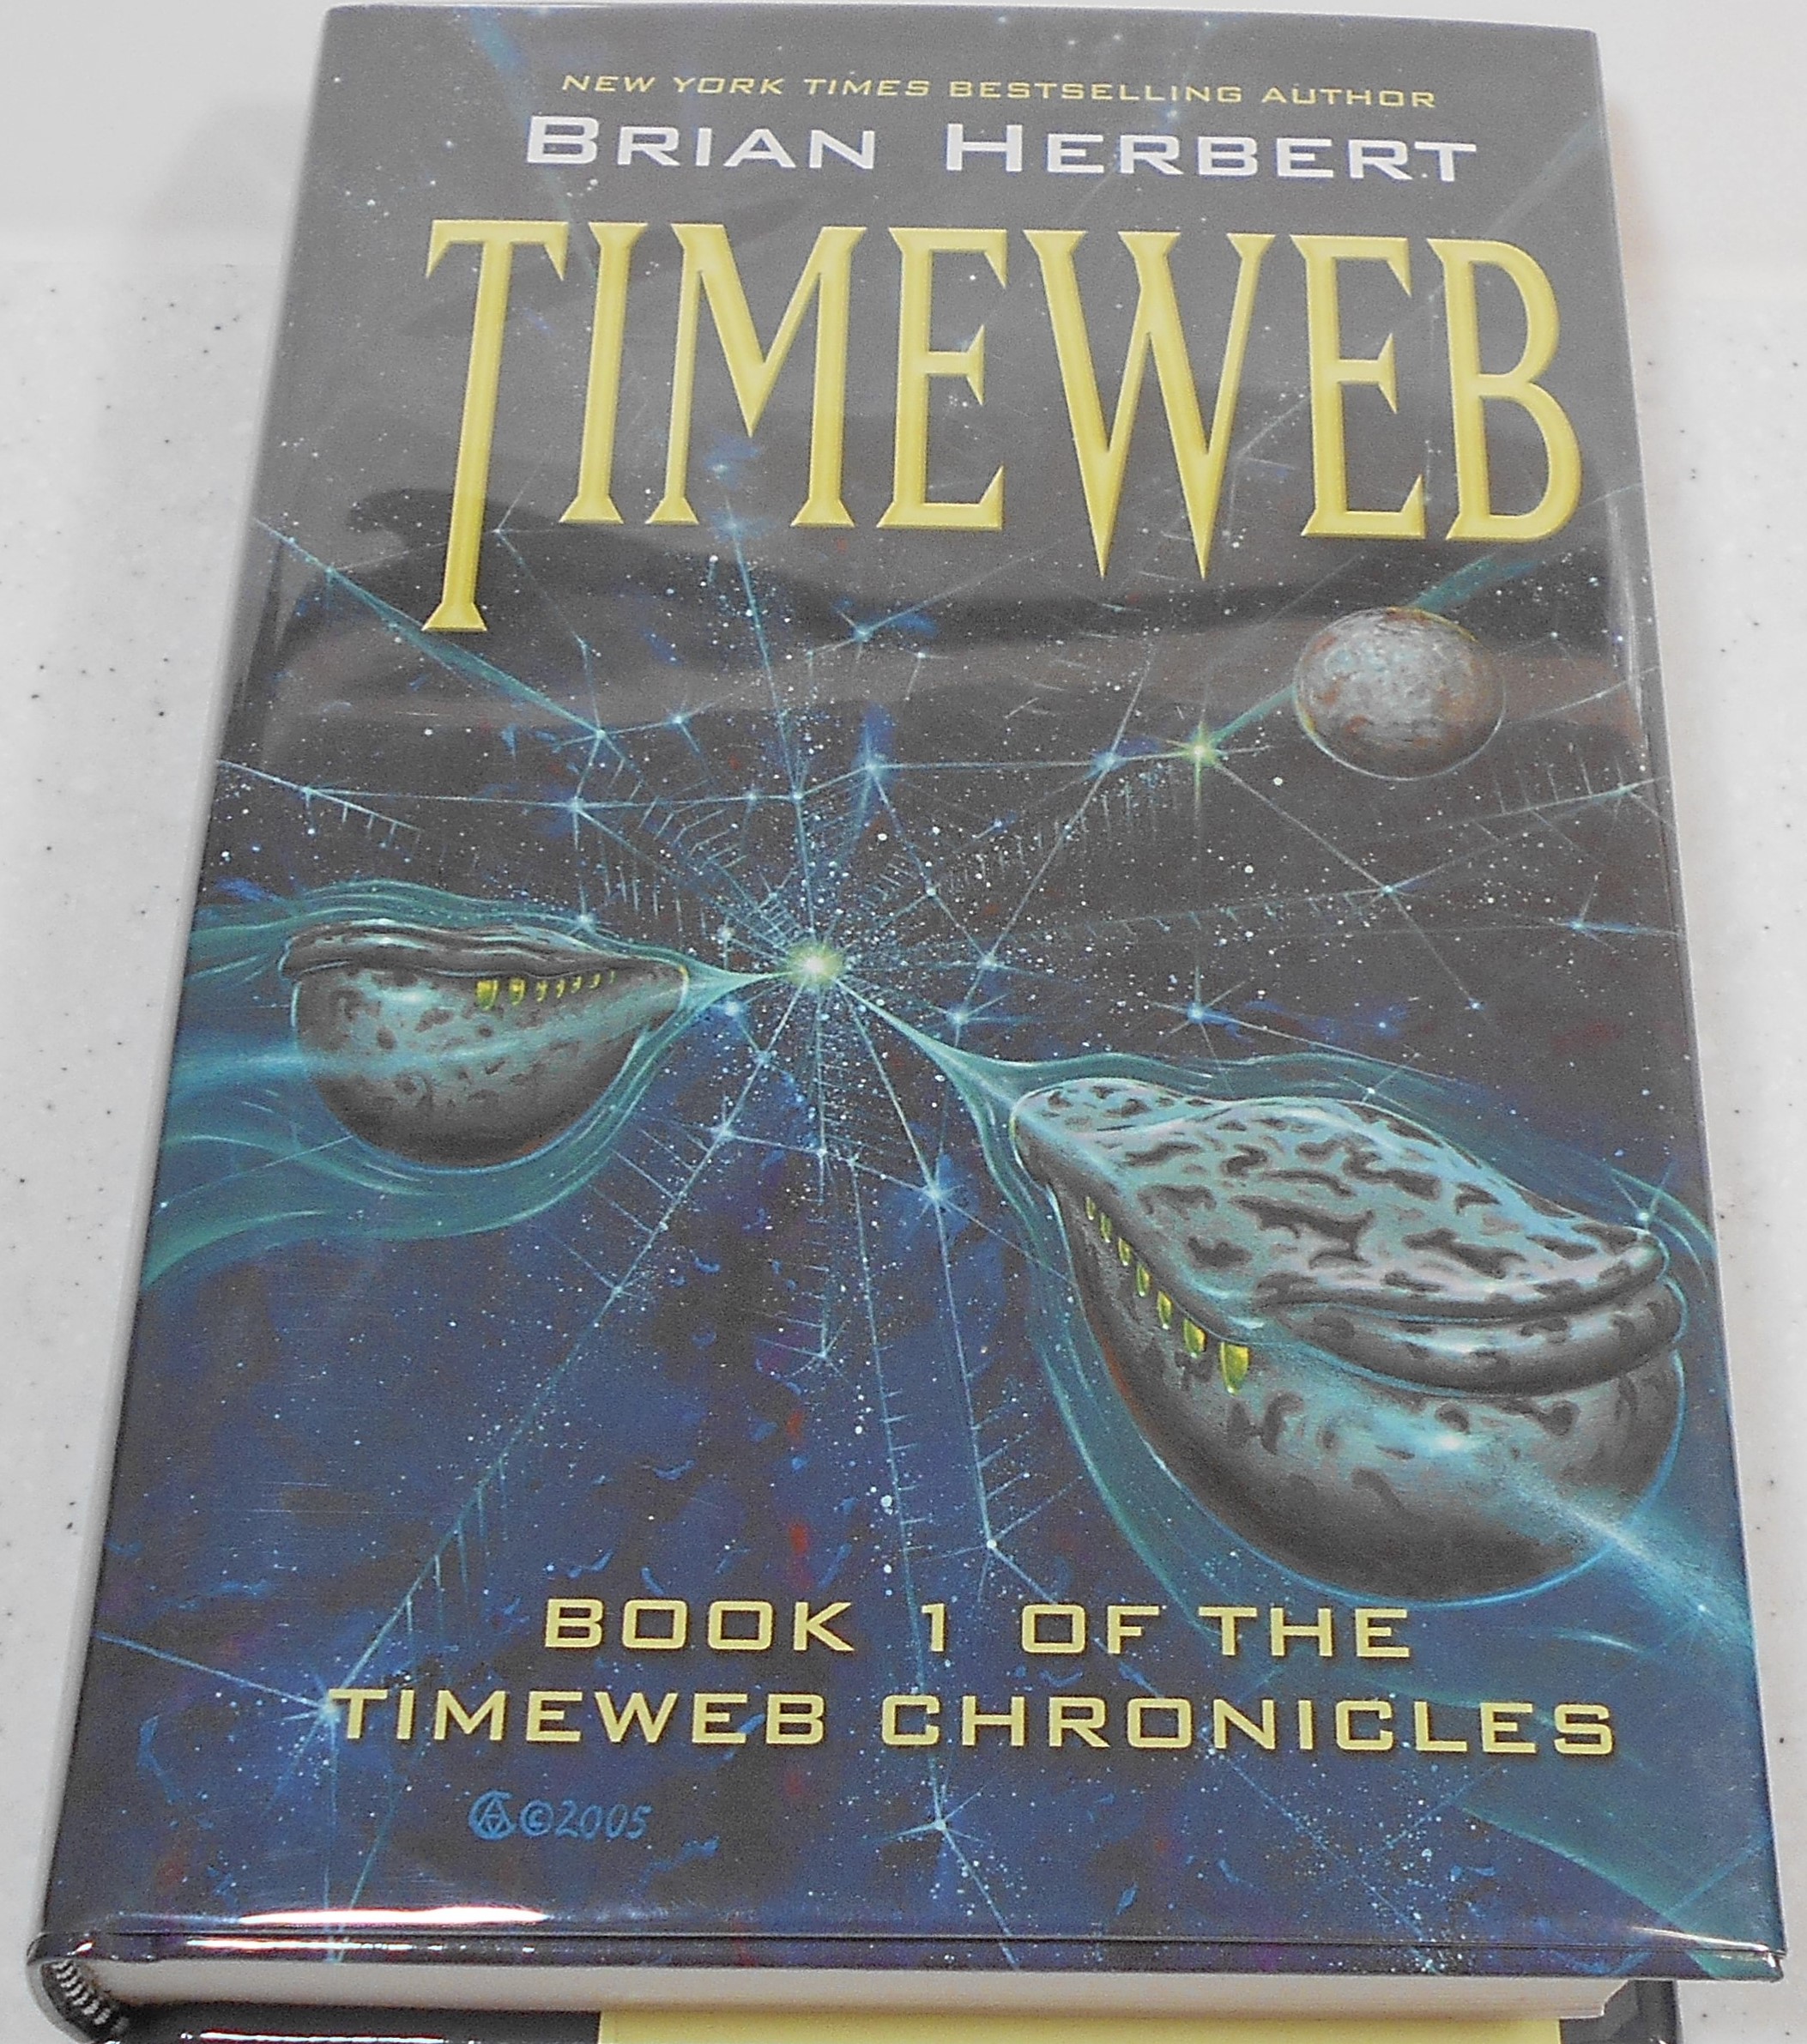 NEW YORK TIMES BESTSELLING AUTHOR
BRIAN HERBERT
TIMEWEB
BOOK 1 OF THE
TIMEWEB CHRONICLES
©2005